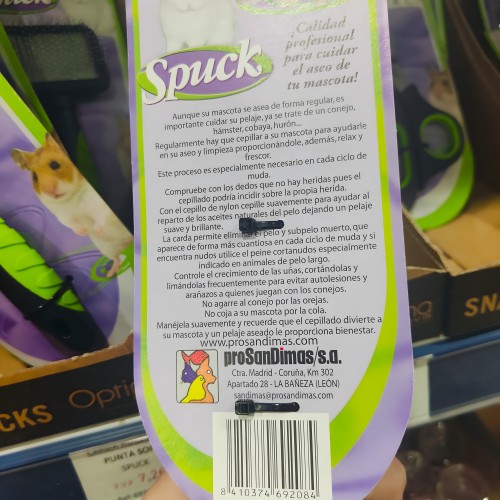 Spuck
¡Calidad
profesional
para cuidar
el aseo de
tu mascota!
Spuck
Aunque su mascota se asea de forma regular, es
importante cuidar su pelaje, ya se trate de un conejo,
hámster, cobaya, hurón...
Regularmente hay que cepillar a su mascota para ayudarle
en su aseo y limpieza proporcionándole, además, relax y
frescor.
Este proceso es especialmente necesario en cada ciclo de
muda.
Compruebe con los dedos que no hay heridas pues el
cepillado podría incidir sobre la propia herida.
Con el cepillo de nylon cepille suavemente para ayudar al
reparto de los aceites naturales del pelo dejando un pelaje
suave y brillante.
La carda permite eliminar el pelo y subpelo muerto, que
aparece de forma más cuantiosa en cada ciclo de muda y si
encuentra nudos utilice el peine cortanudos especialmente
indicado en animales de pelo largo.
Controle el crecimiento de las uñas, cortándolas y
limándolas frecuentemente para evitar autolesiones y
arañazos a quienes juegan con los conejos.
No agarre al conejo por las orejas.
No coja a su mascota por la cola.
Manéjela suavemente y recuerde que el cepillado divierte a
su mascota y un pelaje aseado le proporciona bienestar.
www.prosandimas.com
proSanDimas/s.a.
Ctra. Madrid - Coruña, Km 302
Apartado 28 - LA BAÑEZA (LEÓN)
sandimas@prosandimas.com
8 410374 692084
CKS
SNA
SPUCK